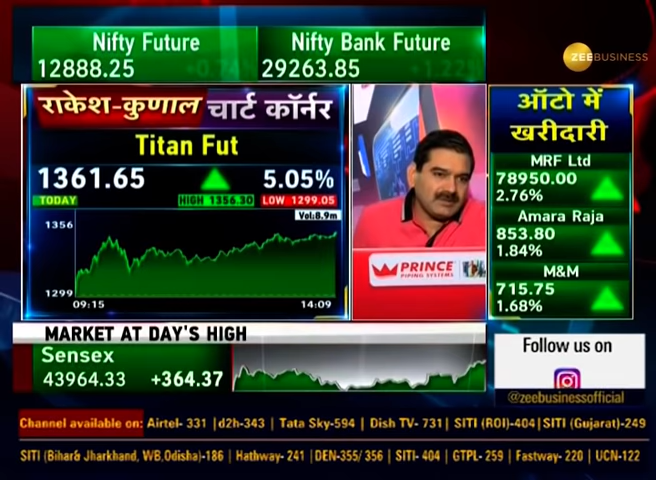 Nifty Future
12888.25
Nifty Bank Future
29263.85
ZEEBUSINESS
राकेश-कुणाल चार्ट कॉर्नर
Titan Fut
1361.65
5.05%
TODAY
HIGH 1356.30
LOW 1299.05
Vol:8.9m
1356
1299
09:15
14:09
PRINCE
PIPING SYSTEMS
ऑटो में
खरीदारी
MRF Ltd
78950.00
2.76%
Amara Raja
853.80
1.84%
M&M
715.75
1.68%
MARKET AT DAY'S HIGH
Sensex
43964.33 +364.37
Follow us on
@zeebusinessofficial
Channel available on: Airtel- 331 |d2h-343 | Tata Sky-594 | Dish TV- 731| SITI (ROI)-404|SITI (Gujarat)-249
SITI (Bihar& Jharkhand, WB,Odisha)-186 | Hathway- 241 |DEN-355/ 356 | SITI- 404 | GTPL- 259 | Fastway- 220 | UCN-122